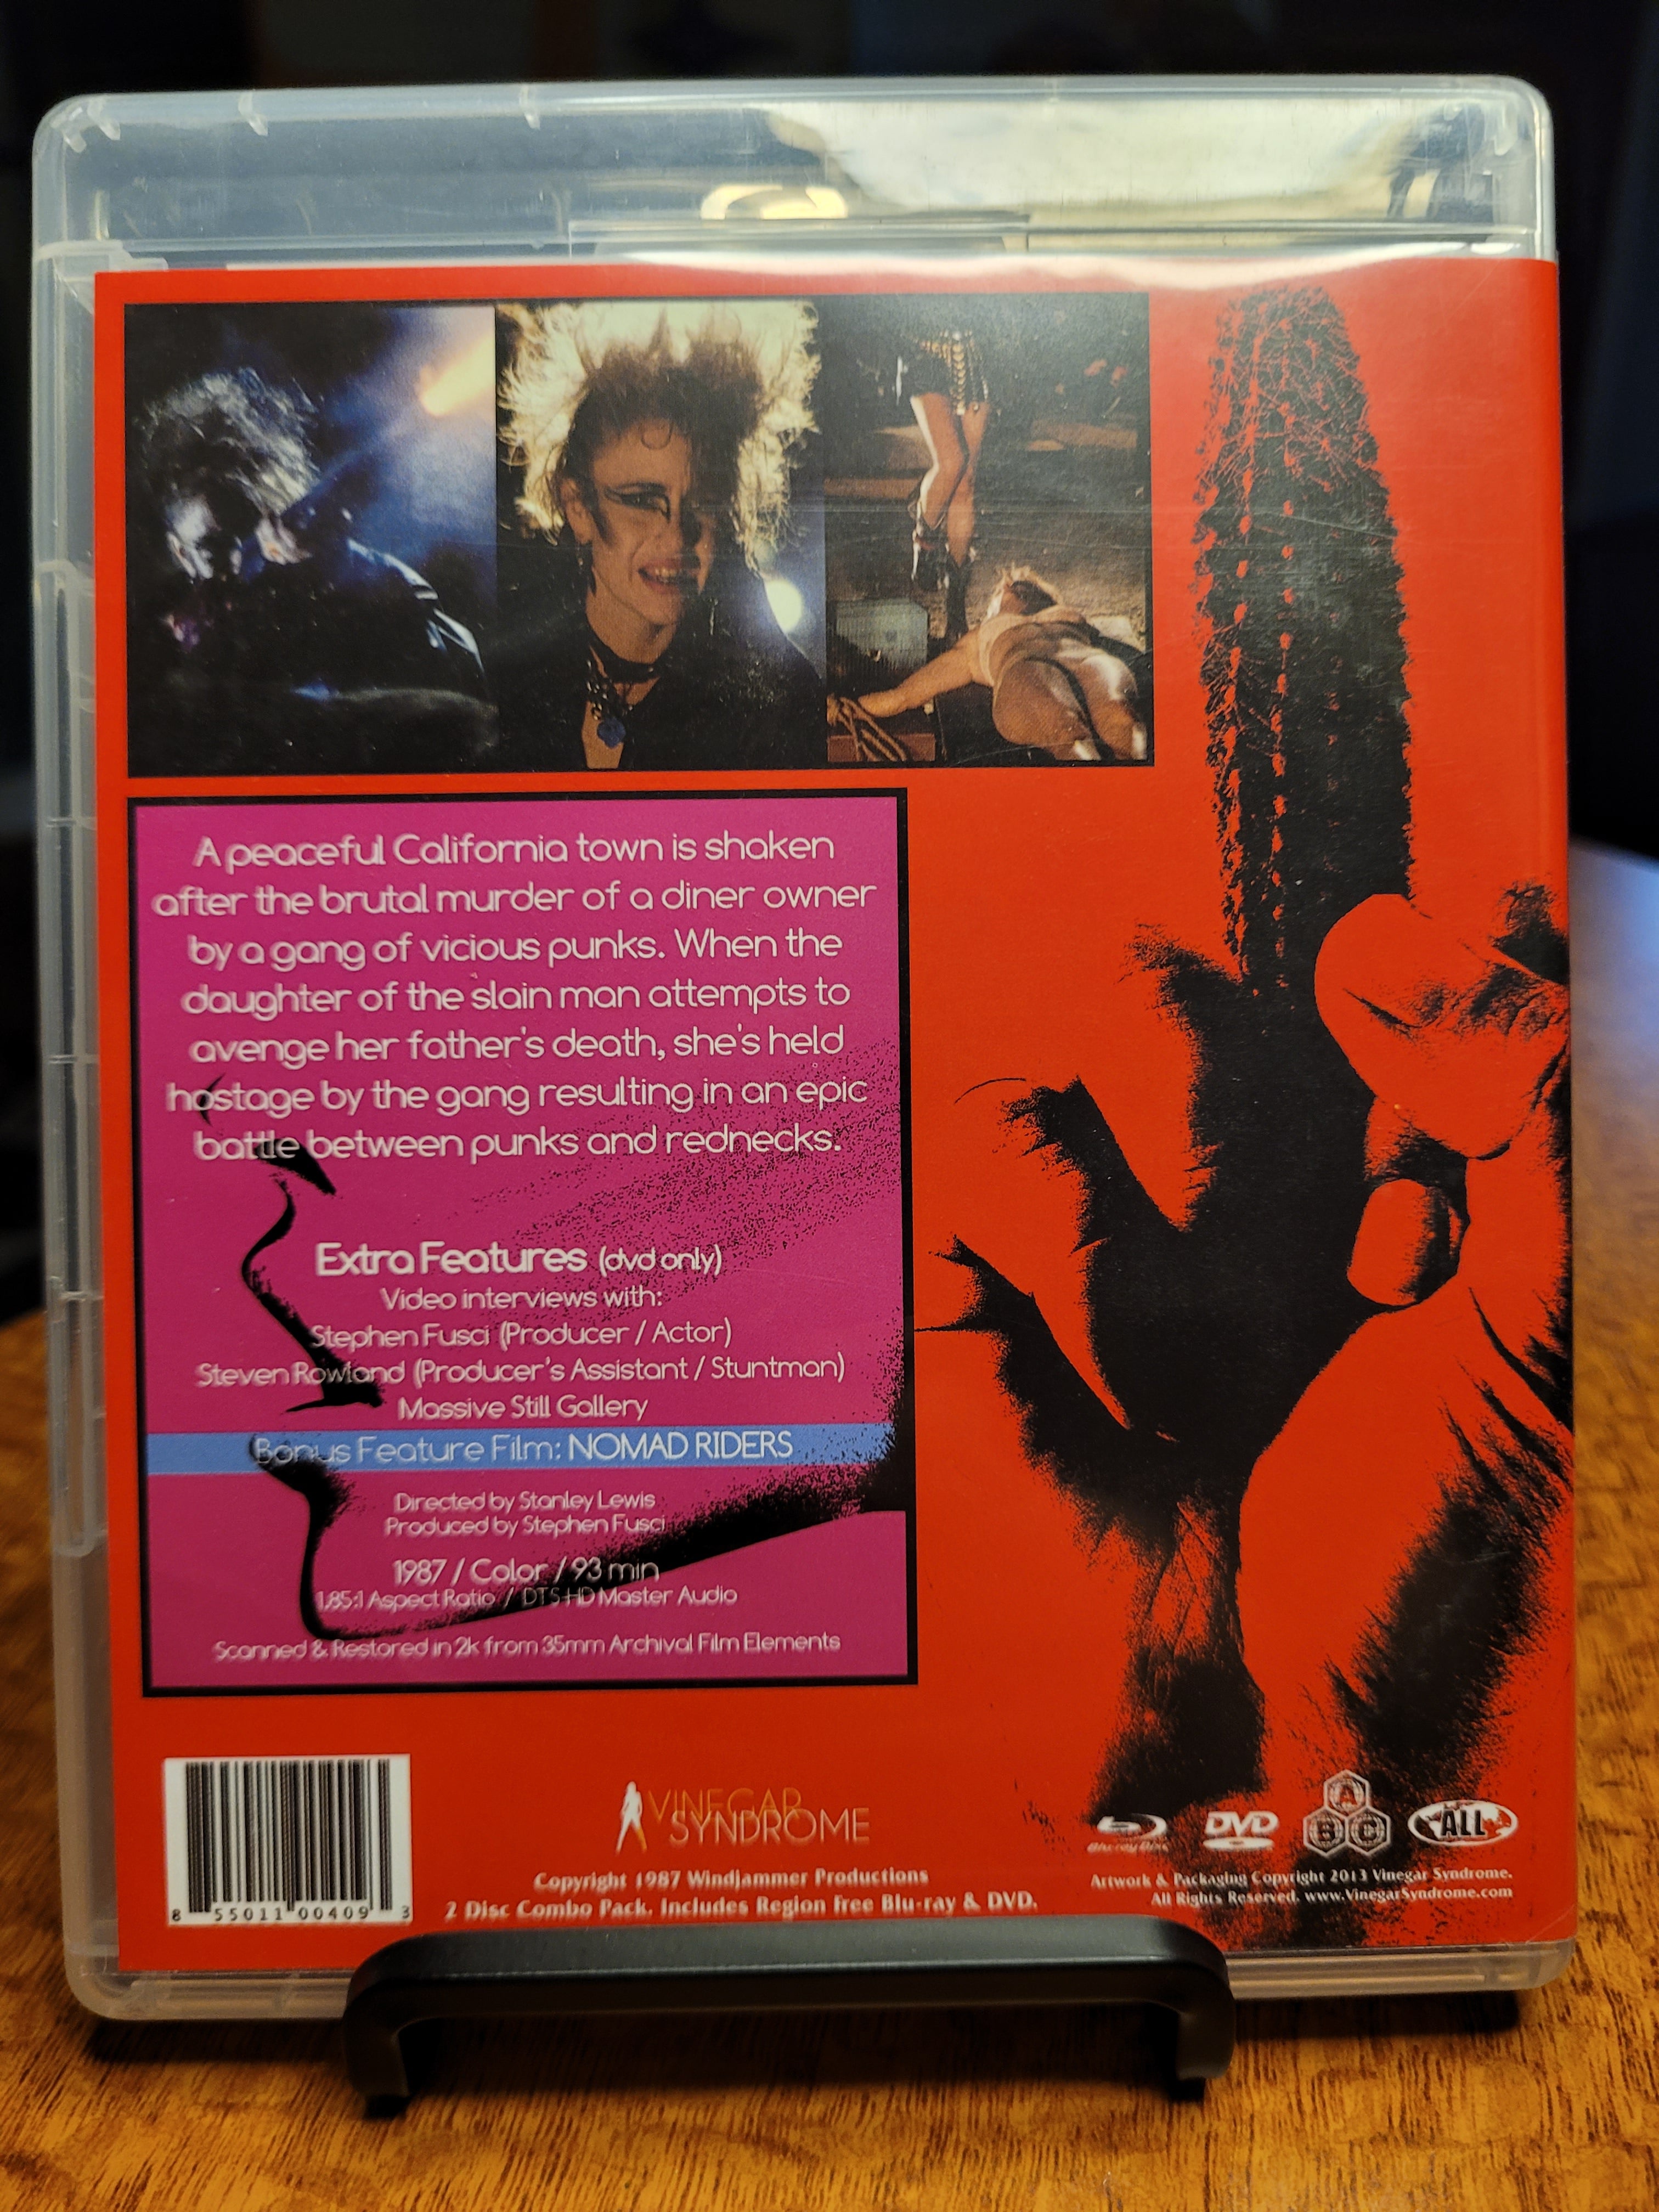 A peaceful California town is shaken
after the brutal murder of a diner owner
by a gang of vicious punks. When the
daughter of the slain man attempts to
avenge her father's death, she's held
hostage by the gang resulting in an epic
battle between punks and rednecks.
Extra Features (dvd only)
Video interviews with:
Stephen Fusci (Producer / Actor)
Steven Rowland (Producer's Assistant / Stuntman)
Massive Still Gallery
Bonus Feature Film: NOMAD RIDERS
Directed by Stanley Lewis
Produced by Stephen Fusci
1987 / Color / 93 min
1.85:1 Aspect Ratio / DTS-HD Master Audio
Scanned & Restored in 2k from 35mm Archival Film Elements
8 55011 00409 3
VINEGAR
SYNDROME
Copyright 1987 Windjammer Productions
2 Disc Combo Pack. Includes Region Free Blu-ray & DVD.
Blu-ray Disc
DVD
A
B C
ALL
Artwork & Packaging Copyright 2013 Vinegar Syndrome.
All Rights Reserved. www.VinegarSyndrome.com